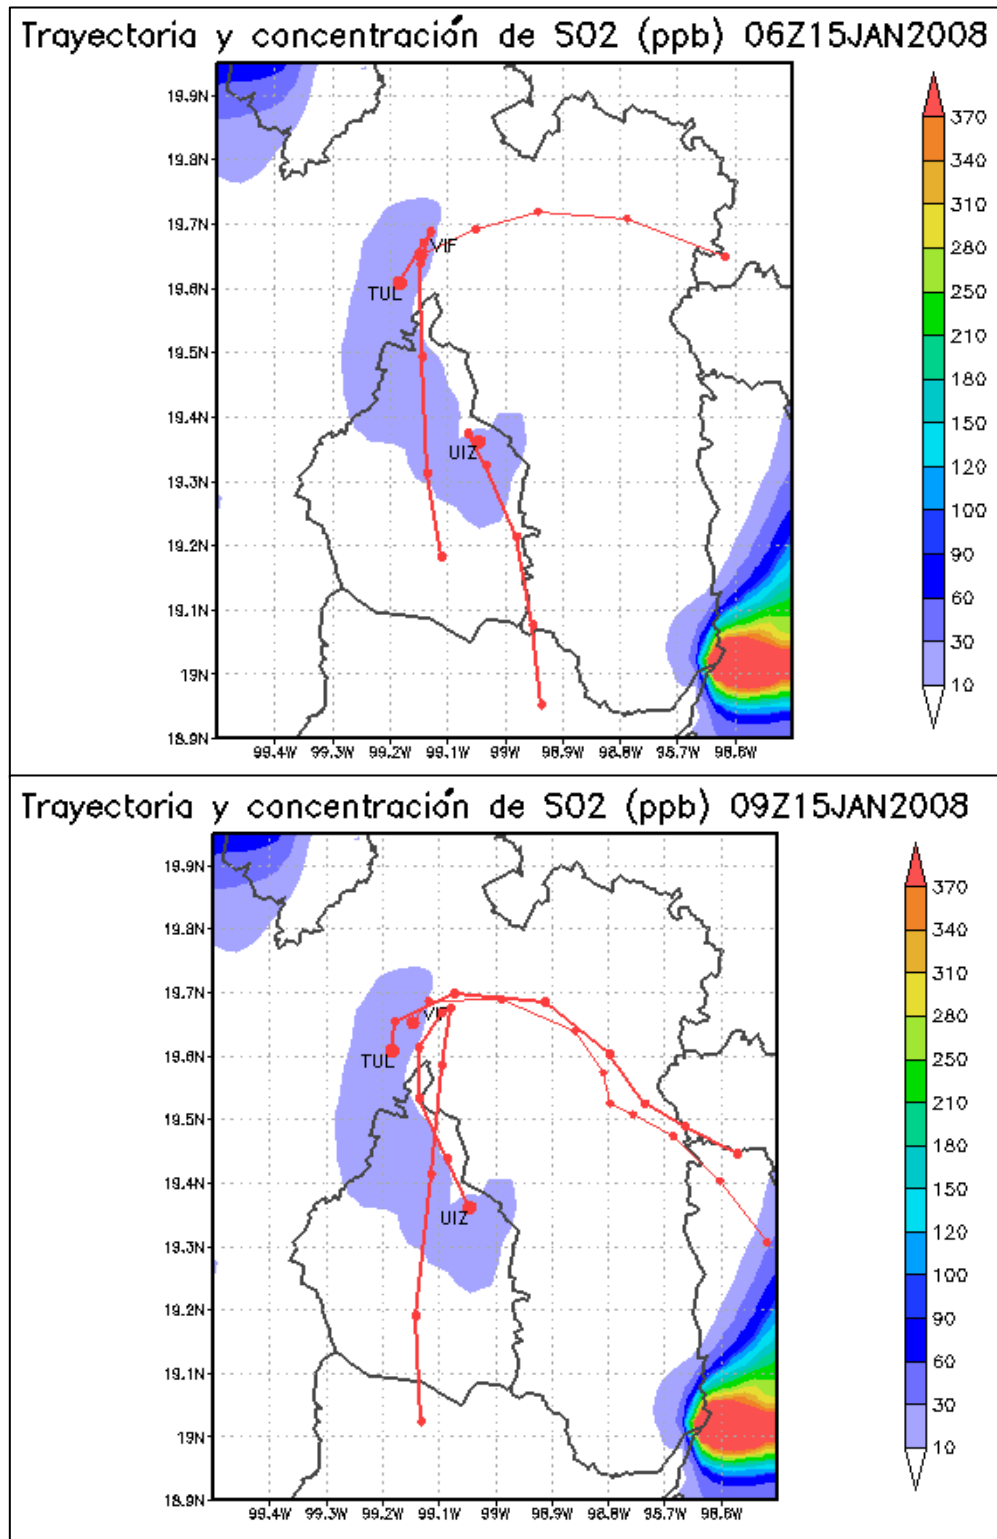 Trayectoria y concentración de SO2 (ppb) 06Z15JAN2008
19.9N
19.8N
19.7N
19.6N
19.5N
19.4N
19.3N
19.2N
19.1N
19N
18.9N
VIF
TUL
UIZ
99.4W 99.3W 99.2W 99.1W 99W 98.9W 98.8W 98.7W 98.6W
370
340
310
280
250
210
180
150
120
100
90
60
30
10
Trayectoria y concentración de SO2 (ppb) 09Z15JAN2008
19.9N
19.8N
19.7N
19.6N
19.5N
19.4N
19.3N
19.2N
19.1N
19N
18.9N
VIF
TUL
UIZ
99.4W 99.3W 99.2W 99.1W 99W 98.9W 98.8W 98.7W 98.6W
370
340
310
280
250
210
180
150
120
100
90
60
30
10